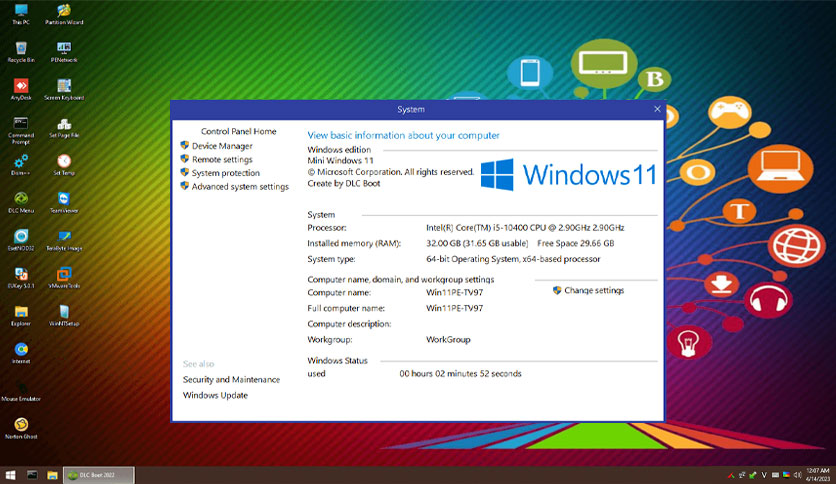 This PC
Partition Wizard
Recycle Bin
PENetwork
AnyDesk
Screen Keyboard
Command Prompt
Set Page File
Dism++
Set Temp
DLC Menu
TeamViewer
EsetNOD32
TeraByte Image
EUKey 5.0.1
VMwareTools
Explorer
WinNTSetup
Internet
Mouse Emulator
Norton Ghost
System
Control Panel Home
Device Manager
Remote settings
System protection
Advanced system settings
See also
Security and Maintenance
Windows Update
View basic information about your computer
Windows edition
Mini Windows 11
© Microsoft Corporation. All rights reserved.
Create by DLC Boot
Windows 11
System
Processor: Intel(R) Core(TM) i5-10400 CPU @ 2.90GHz 2.90GHz
Installed memory (RAM): 32.00 GB (31.65 GB usable) Free Space 29.66 GB
System type: 64-bit Operating System, x64-based processor
Computer name, domain, and workgroup settings
Computer name: Win11PE-TV97
Change settings
Full computer name: Win11PE-TV97
Computer description:
Workgroup: WorkGroup
Windows Status
used 00 hours 02 minutes 52 seconds
B
T
DLC Boot 2022
V
12:07 AM
4/14/2023